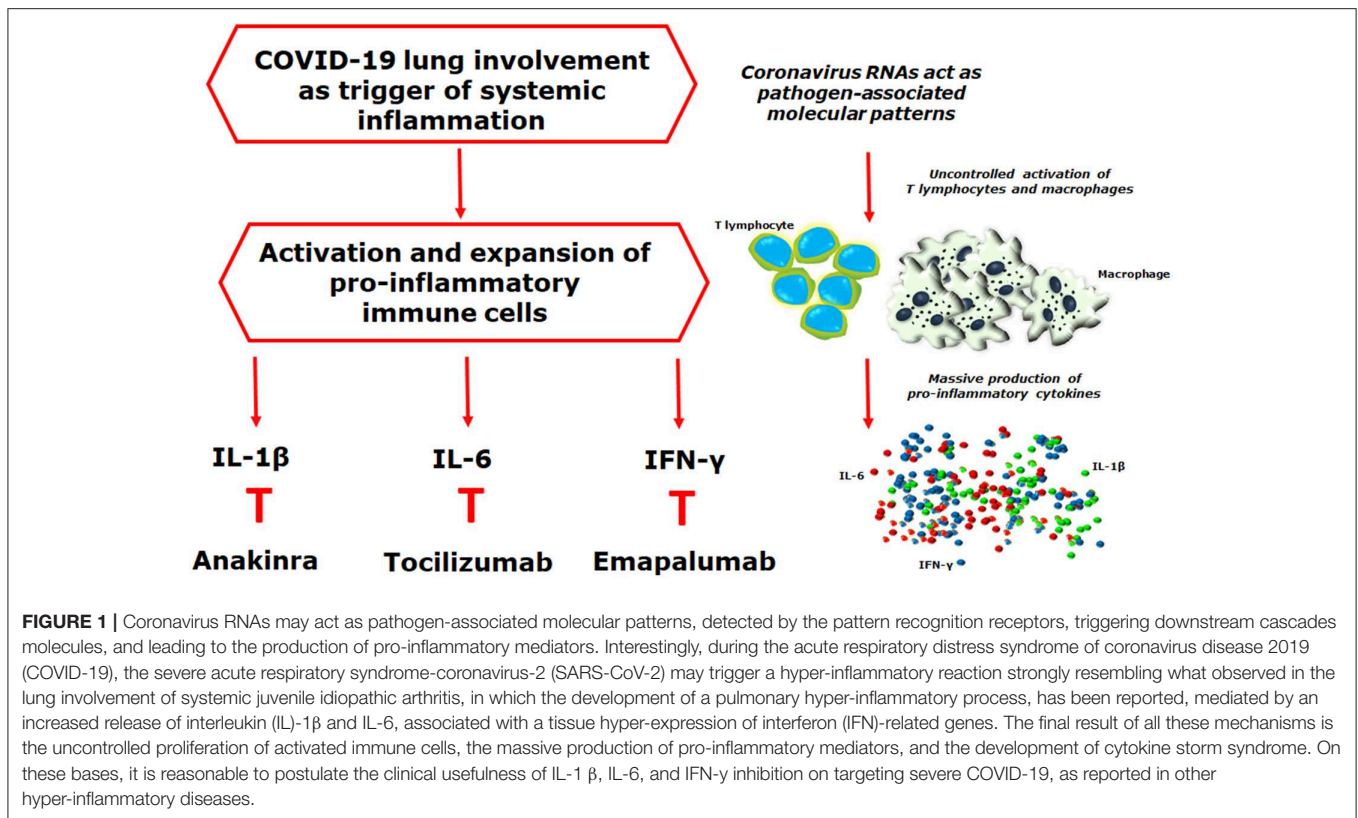 COVID-19 lung involvement
as trigger of systemic
inflammation
Activation and expansion of
pro-inflammatory
immune cells
IL-1β
IL-6
IFN-γ
Anakinra
Tocilizumab
Emapalumab
Coronavirus RNAs act as
pathogen-associated
molecular patterns
Uncontrolled activation of
T lymphocytes and macrophages
T lymphocyte
Macrophage
Massive production of
pro-inflammatory cytokines
IL-6
IL-1β
IFN-γ
FIGURE 1 | Coronavirus RNAs may act as pathogen-associated molecular patterns, detected by the pattern recognition receptors, triggering downstream cascades
molecules, and leading to the production of pro-inflammatory mediators. Interestingly, during the acute respiratory distress syndrome of coronavirus disease 2019
(COVID-19), the severe acute respiratory syndrome-coronavirus-2 (SARS-CoV-2) may trigger a hyper-inflammatory reaction strongly resembling what observed in the
lung involvement of systemic juvenile idiopathic arthritis, in which the development of a pulmonary hyper-inflammatory process, has been reported, mediated by an
increased release of interleukin (IL)-1β and IL-6, associated with a tissue hyper-expression of interferon (IFN)-related genes. The final result of all these mechanisms is
the uncontrolled proliferation of activated immune cells, the massive production of pro-inflammatory mediators, and the development of cytokine storm syndrome. On
these bases, it is reasonable to postulate the clinical usefulness of IL-1 β, IL-6, and IFN-γ inhibition on targeting severe COVID-19, as reported in other
hyper-inflammatory diseases.